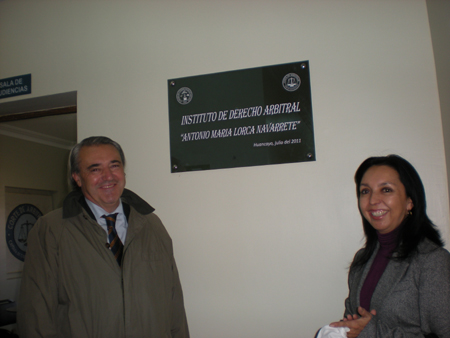 SALA DE
AUDIENCIAS
INSTITUTO DE DERECHO ARBITRAL
"ANTONIO MARIA LORCA NAVARRETE"
Huancayo, julio del 2011